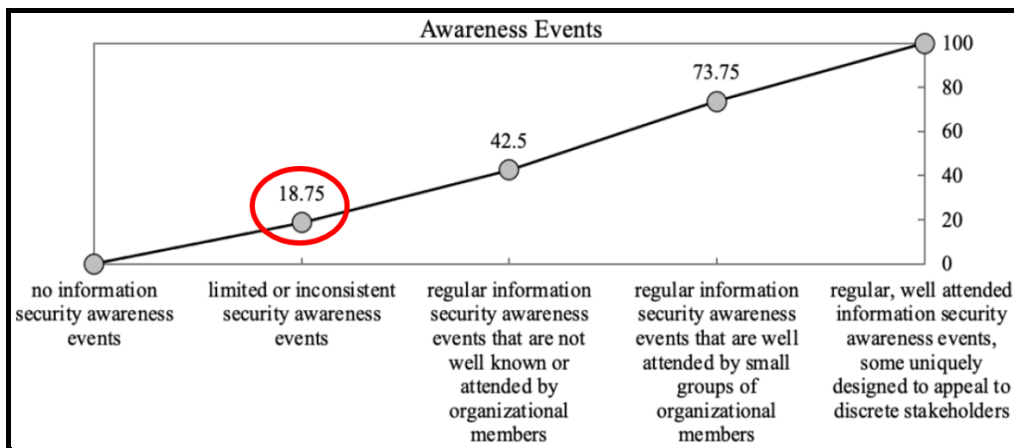 Awareness Events
100
73.75
80
60
42.5
40
18.75
20
0
no information
security awareness
events
limited or inconsistent
security awareness
events
regular information
security awareness
events that are not
well known or
attended by
organizational
members
regular information
security awareness
events that are well
attended by small
groups of
organizational
members
regular, well attended
information security
awareness events,
some uniquely
designed to appeal to
discrete stakeholders